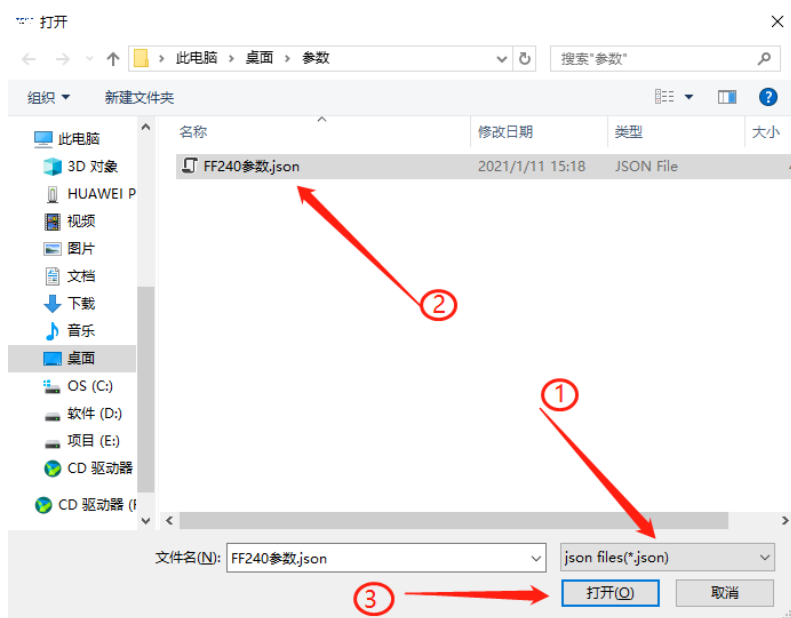 打开
此电脑 › 桌面 › 参数
搜索"参数"
组织
新建文件夹
名称
修改日期
类型
大小
此电脑
FF240参数.json
2021/1/11 15:18
JSON File
3D 对象
HUAWEI P
视频
图片
文档
下载
音乐
桌面
OS (C:)
软件 (D:)
项目 (E:)
CD 驱动器
CD 驱动器 (F
②
①
文件名(N):
FF240参数.json
json files(*.json)
③
打开(O)
取消